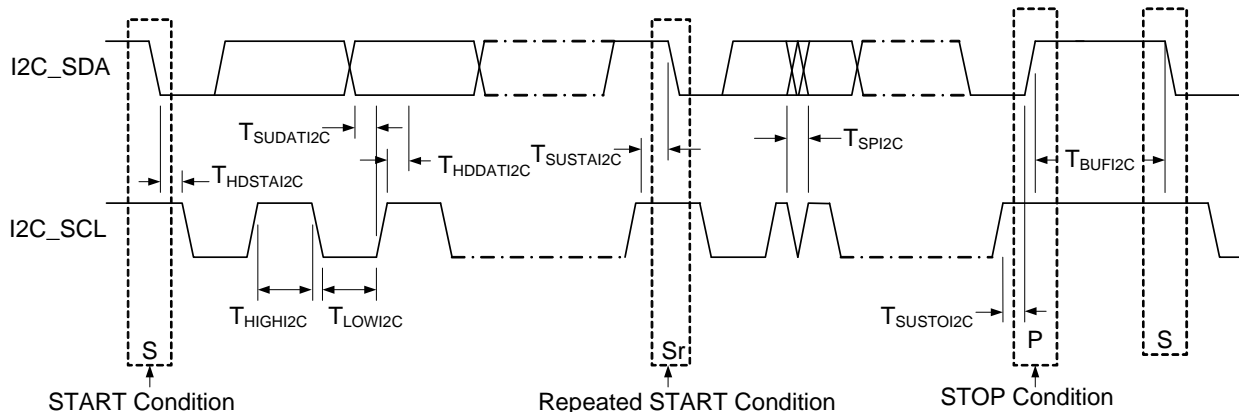 I2C_SDA
TSUDATI2C
THDSTAI2C
THDDATI2C
TSUSTAI2C
TSPI2C
TBUFI2C
I2C_SCL
THIGHI2C
TLOWI2C
TSUSTOI2C
S
Sr
P
S
START Condition
Repeated START Condition
STOP Condition